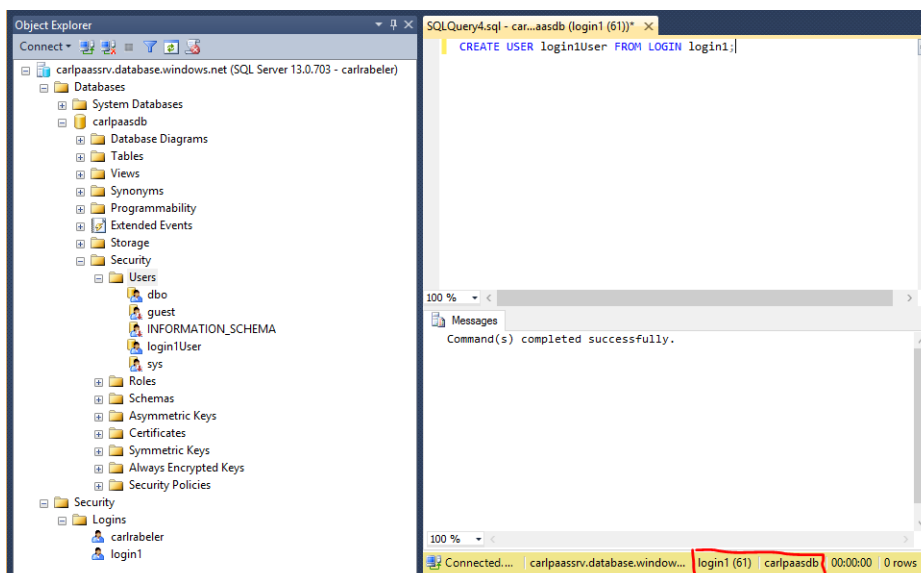 Object Explorer
Connect
carlpaassrv.database.windows.net (SQL Server 13.0.703 - carlrabeler)
Databases
System Databases
carlpaasdb
Database Diagrams
Tables
Views
Synonyms
Programmability
Extended Events
Storage
Security
Users
dbo
guest
INFORMATION_SCHEMA
login1User
sys
Roles
Schemas
Asymmetric Keys
Certificates
Symmetric Keys
Always Encrypted Keys
Security Policies
Security
Logins
carlrabeler
login1
SQLQuery4.sql - car...aasdb (login1 (61))*
CREATE USER login1User FROM LOGIN login1;
100 %
Messages
Command(s) completed successfully.
100 %
Connected.... carlpaassrv.database.window... login1 (61) carlpaasdb 00:00:00 0 rows